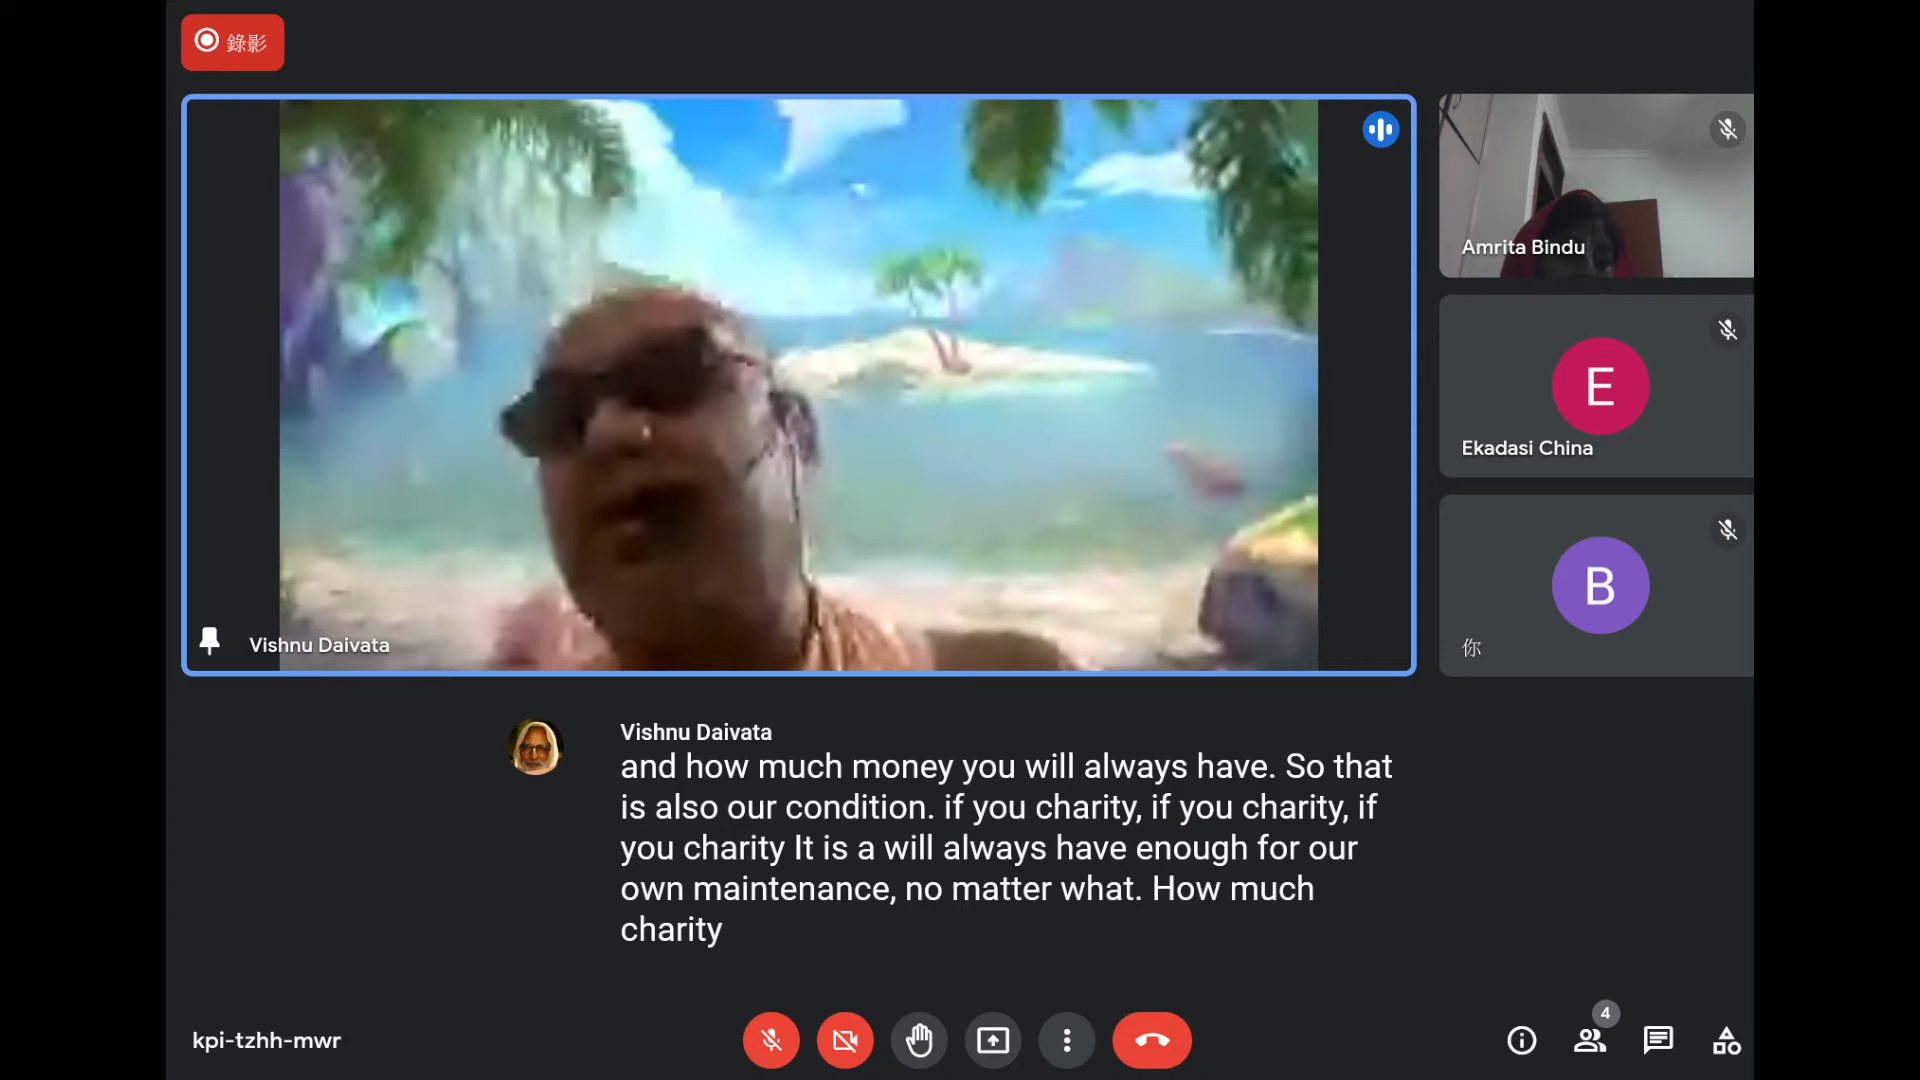 錄影
Amrita Bindu
E
Ekadasi China
B
你
Vishnu Daivata
Vishnu Daivata
and how much money you will always have. So that
is also our condition. if you charity, if you charity, if
you charity It is a will always have enough for our
own maintenance, no matter what. How much
charity
kpi-tzhh-mwr
4